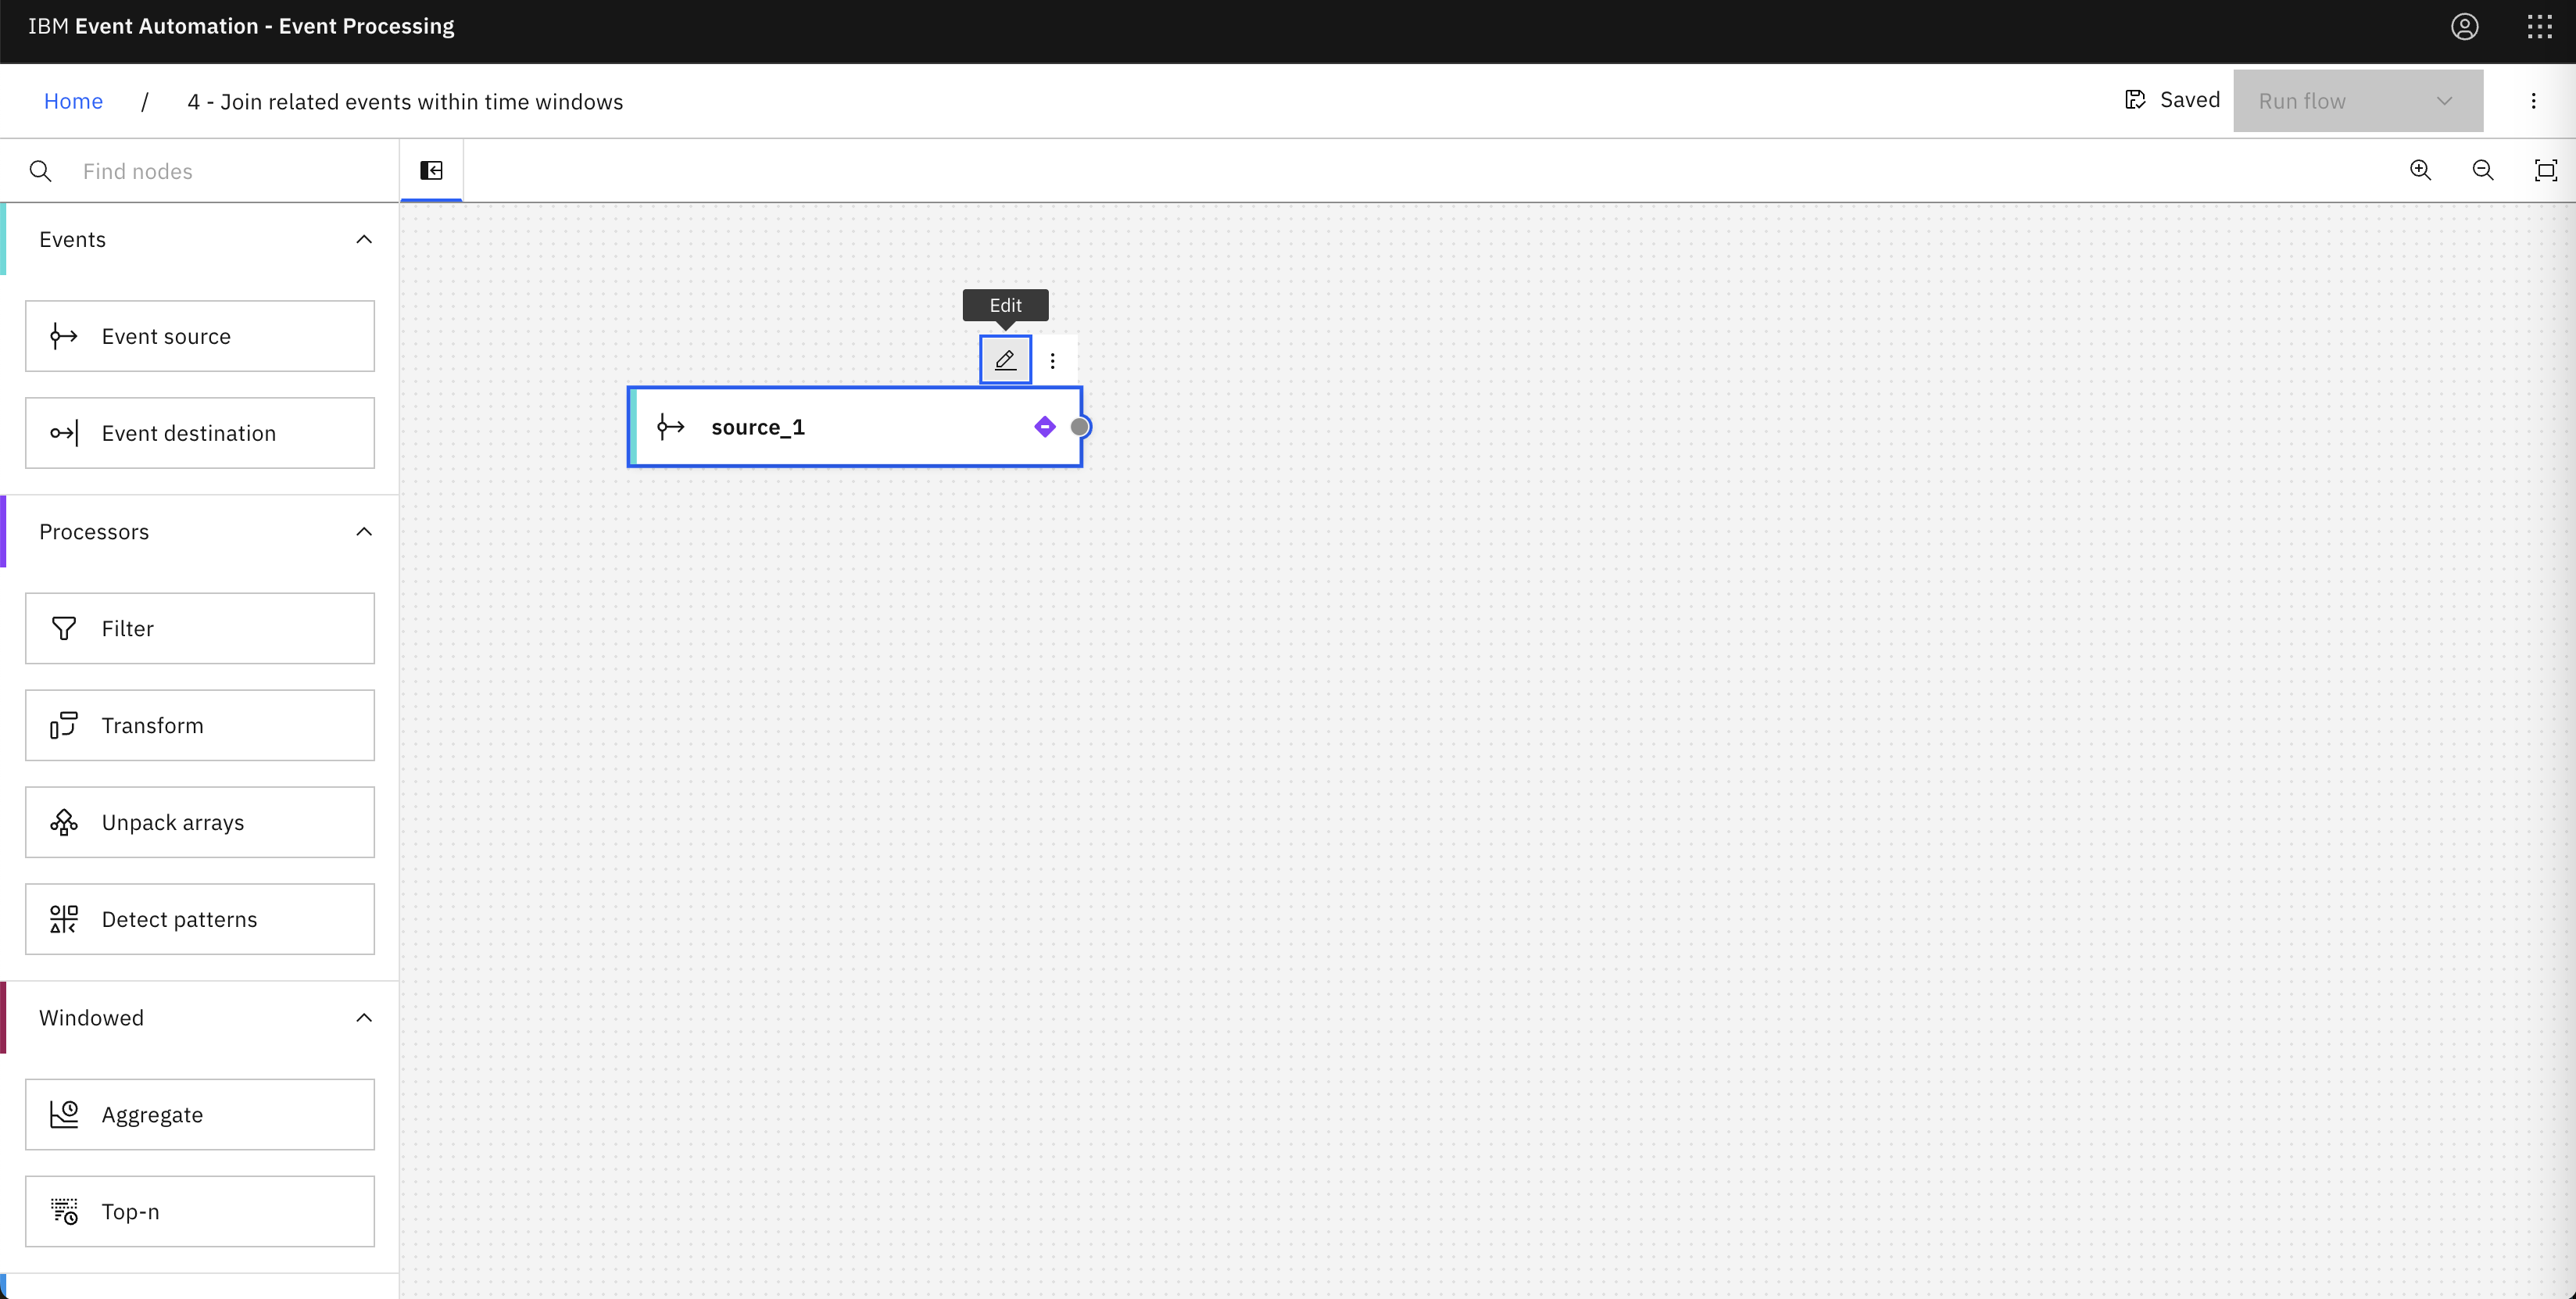 IBM Event Automation - Event Processing
Home / 4 - Join related events within time windows
Saved
Run flow
Find nodes
Events
Event source
Event destination
Processors
Filter
Transform
Unpack arrays
Detect patterns
Windowed
Aggregate
Top-n
Edit
source_1